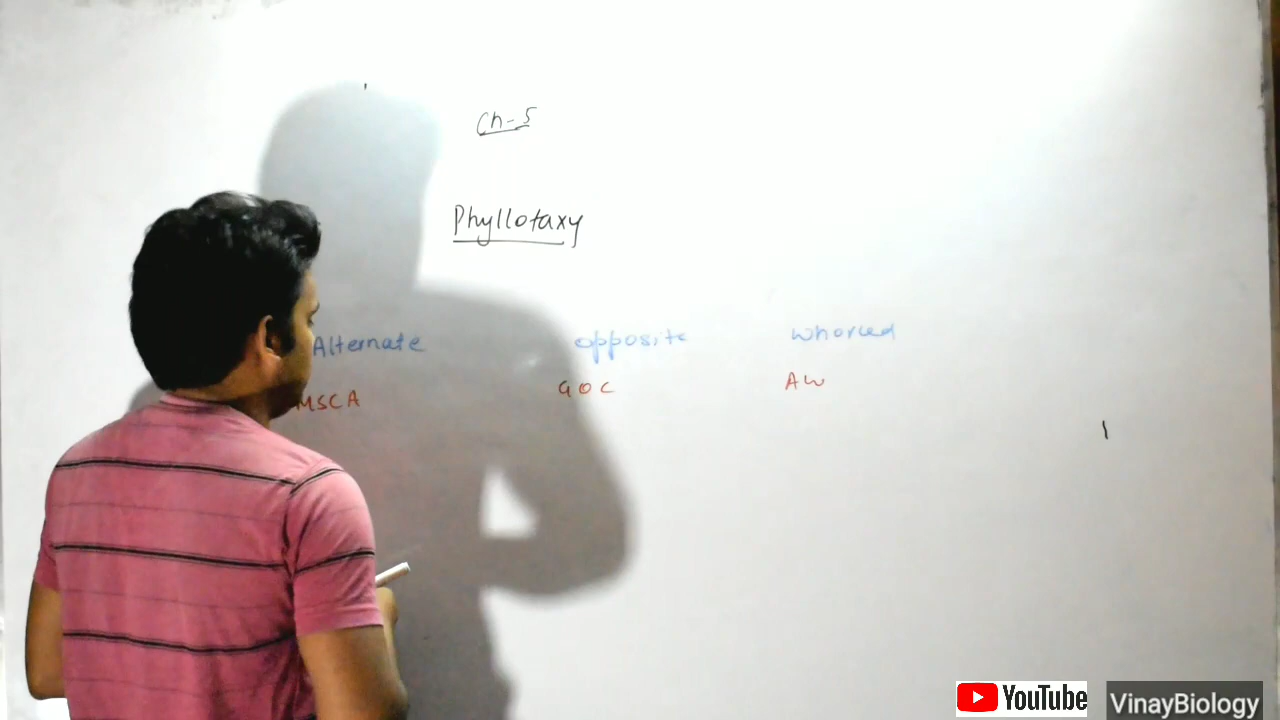 Ch-5
Phyllotaxy
Alternate opposite whorled
MSCA GOC AW
YouTube VinayBiology